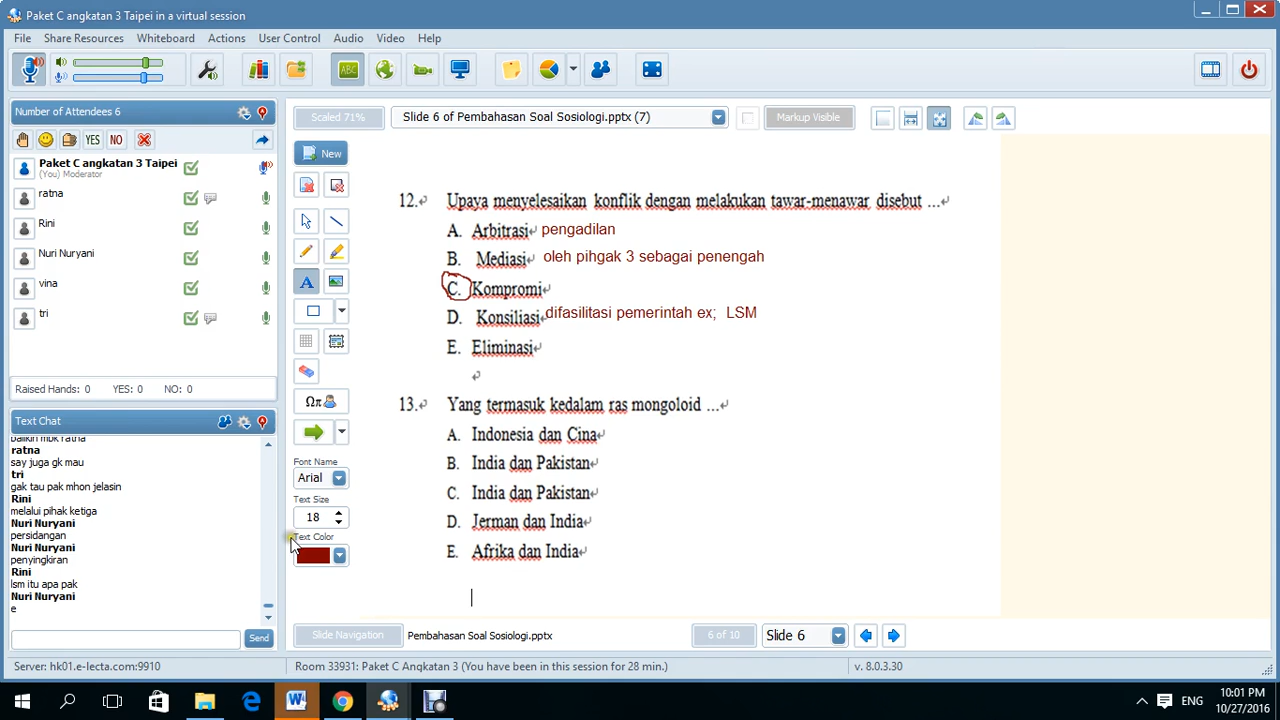 Paket C angkatan 3 Taipei in a virtual session
File Share Resources Whiteboard Actions User Control Audio Video Help
ABC
Number of Attendees 6
YES NO
Paket C angkatan 3 Taipei
(You) Moderator
ratna
Rini
Nuri Nuryani
vina
tri
Raised Hands: 0 YES: 0 NO: 0
Text Chat
balikin mbk ratna
ratna
say juga gk mau
tri
gak tau pak mhon jelasin
Rini
melalui pihak ketiga
Nuri Nuryani
persidangan
Nuri Nuryani
penyingkiran
Rini
lsm itu apa pak
Nuri Nuryani
e
Send
Scaled 71%
Slide 6 of Pembahasan Soal Sosiologi.pptx (7)
Markup Visible
New
A
Ωπ
Font Name
Arial
Text Size
18
Text Color
12. Upaya menyelesaikan konflik dengan melakukan tawar-menawar disebut ...
A. Arbitrasi pengadilan
B. Mediasi oleh pihgak 3 sebagai penengah
C. Kompromi
D. Konsiliasi difasilitasi pemerintah ex; LSM
E. Eliminasi
13. Yang termasuk kedalam ras mongoloid ...
A. Indonesia dan Cina
B. India dan Pakistan
C. India dan Pakistan
D. Jerman dan India
E. Afrika dan India
Slide Navigation
Pembahasan Soal Sosiologi.pptx
6 of 10
Slide 6
Server: hk01.e-lecta.com:9910
Room 33931: Paket C Angkatan 3 (You have been in this session for 28 min.)
v. 8.0.3.30
ENG
10:01 PM
10/27/2016